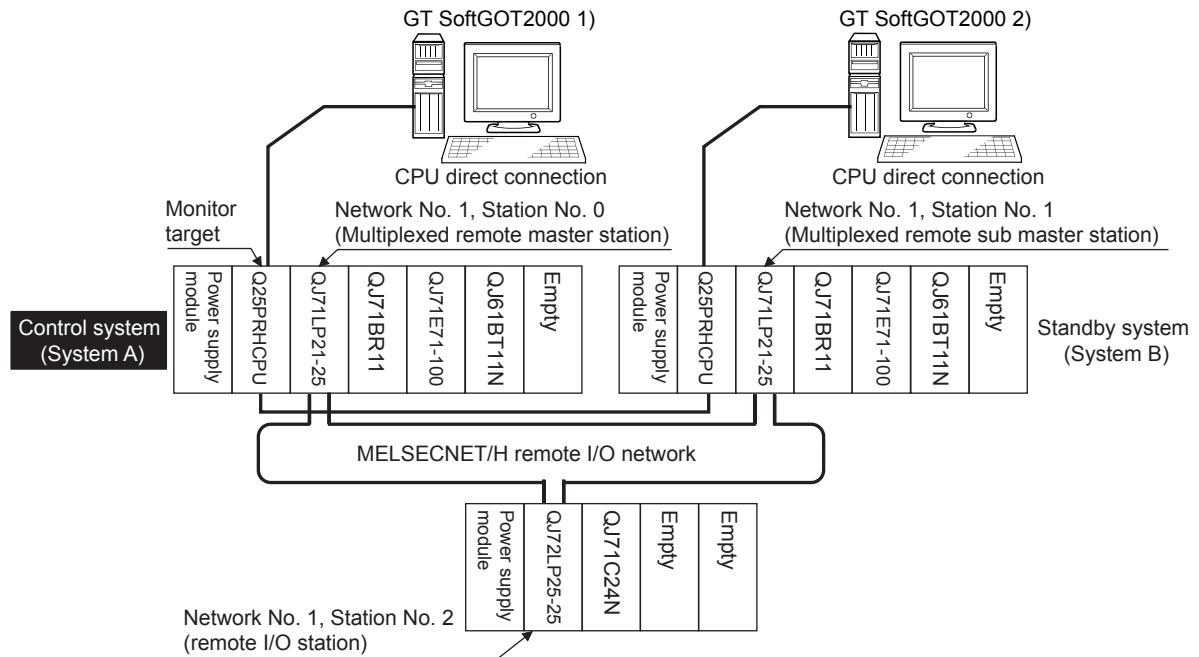 GT SoftGOT2000 1)
GT SoftGOT2000 2)
CPU direct connection
CPU direct connection
Monitor
target
Network No. 1, Station No. 0
(Multiplexed remote master station)
Network No. 1, Station No. 1
(Multiplexed remote sub master station)
Control system
(System A)
Power supply
module
Q25PRHCPU
QJ71LP21-25
QJ71BR11
QJ71E71-100
QJ61BT11N
Empty
Power supply
module
Q25PRHCPU
QJ71LP21-25
QJ71BR11
QJ71E71-100
QJ61BT11N
Empty
Standby system
(System B)
MELSECNET/H remote I/O network
Power supply
module
QJ72LP25-25
QJ71C24N
Empty
Empty
Network No. 1, Station No. 2
(remote I/O station)